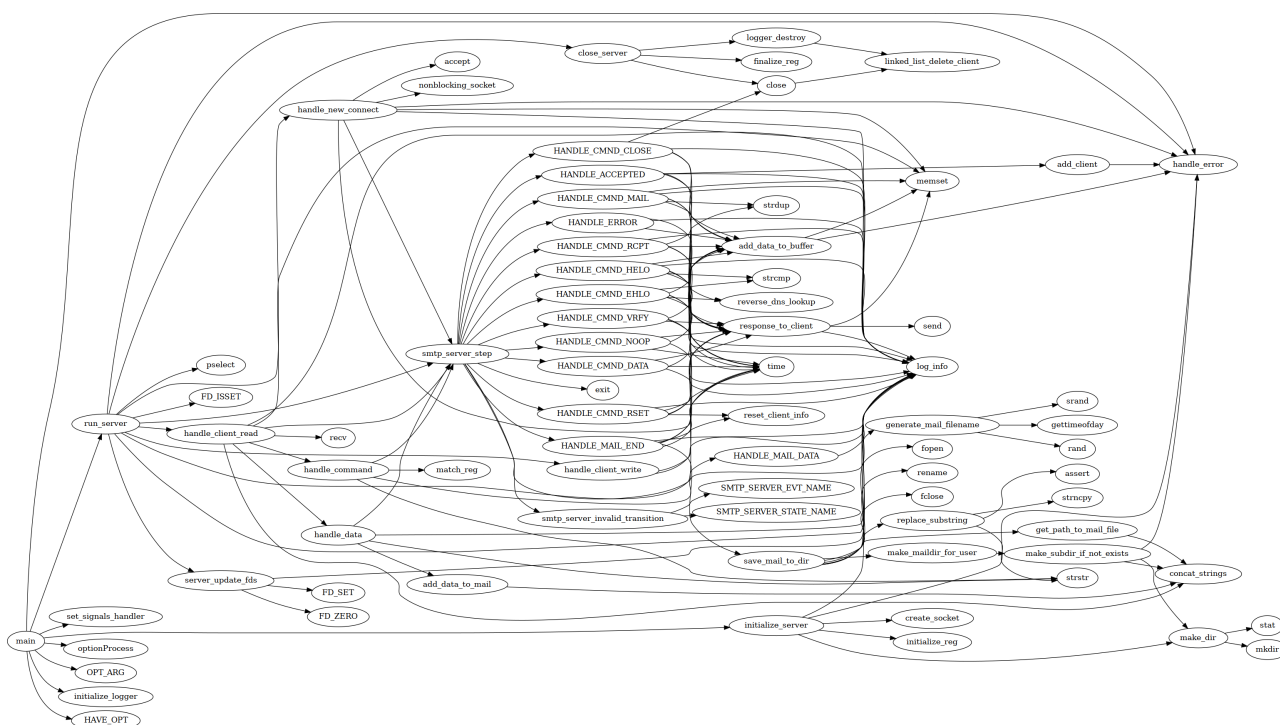 logger_destroy
close_server
accept
finalize_reg
linked_list_delete_client
nonblocking_socket
close
handle_new_connect
HANDLE_CMND_CLOSE
add_client
handle_error
HANDLE_ACCEPTED
memset
HANDLE_CMND_MAIL
strdup
HANDLE_ERROR
HANDLE_CMND_RCPT
add_data_to_buffer
HANDLE_CMND_HELO
strcmp
HANDLE_CMND_EHLO
reverse_dns_lookup
HANDLE_CMND_VRFY
response_to_client
send
HANDLE_CMND_NOOP
smtp_server_step
pselect
HANDLE_CMND_DATA
time
log_info
exit
FD_ISSET
srand
HANDLE_CMND_RSET
reset_client_info
run_server
generate_mail_filename
gettimeofday
handle_client_read
recv
HANDLE_MAIL_END
fopen
rand
HANDLE_MAIL_DATA
handle_command
match_reg
handle_client_write
rename
assert
SMTP_SERVER_EVT_NAME
fclose
strncpy
SMTP_SERVER_STATE_NAME
smtp_server_invalid_transition
replace_substring
get_path_to_mail_file
handle_data
make_maildir_for_user
make_subdir_if_not_exists
save_mail_to_dir
concat_strings
server_update_fds
add_data_to_mail
strstr
FD_SET
set_signals_handler
FD_ZERO
create_socket
initialize_server
stat
main
optionProcess
initialize_reg
make_dir
mkdir
OPT_ARG
initialize_logger
HAVE_OPT